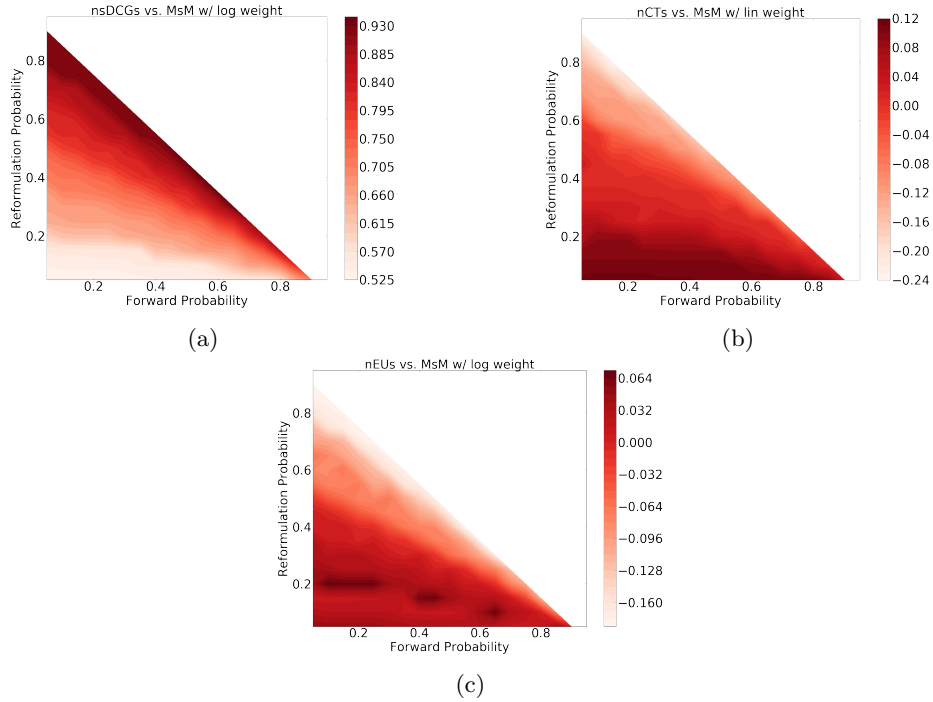 nsDCGs vs. MsM w/ log weight
Reformulation Probability
0.8
0.6
0.4
0.2
0.2 0.4 0.6 0.8
Forward Probability
0.930
0.885
0.840
0.795
0.750
0.705
0.660
0.615
0.570
0.525
(a)
nCTs vs. MsM w/ lin weight
Reformulation Probability
0.8
0.6
0.4
0.2
0.2 0.4 0.6 0.8
Forward Probability
0.12
0.08
0.04
0.00
−0.04
−0.08
−0.12
−0.16
−0.20
−0.24
(b)
nEUs vs. MsM w/ log weight
Reformulation Probability
0.8
0.6
0.4
0.2
0.2 0.4 0.6 0.8
Forward Probability
0.064
0.032
0.000
−0.032
−0.064
−0.096
−0.128
−0.160
(c)